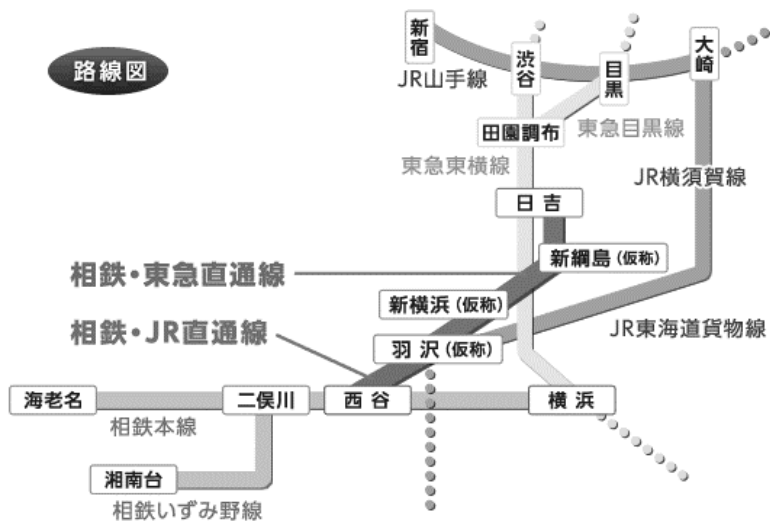 路線図
新宿
渋谷
目黒
大崎
JR山手線
田園調布
東急目黒線
東急東横線
JR横須賀線
日吉
相鉄・東急直通線
新綱島(仮称)
新横浜(仮称)
相鉄・JR直通線
羽沢(仮称)
JR東海道貨物線
海老名
二俣川
西谷
横浜
相鉄本線
湘南台
相鉄いずみ野線